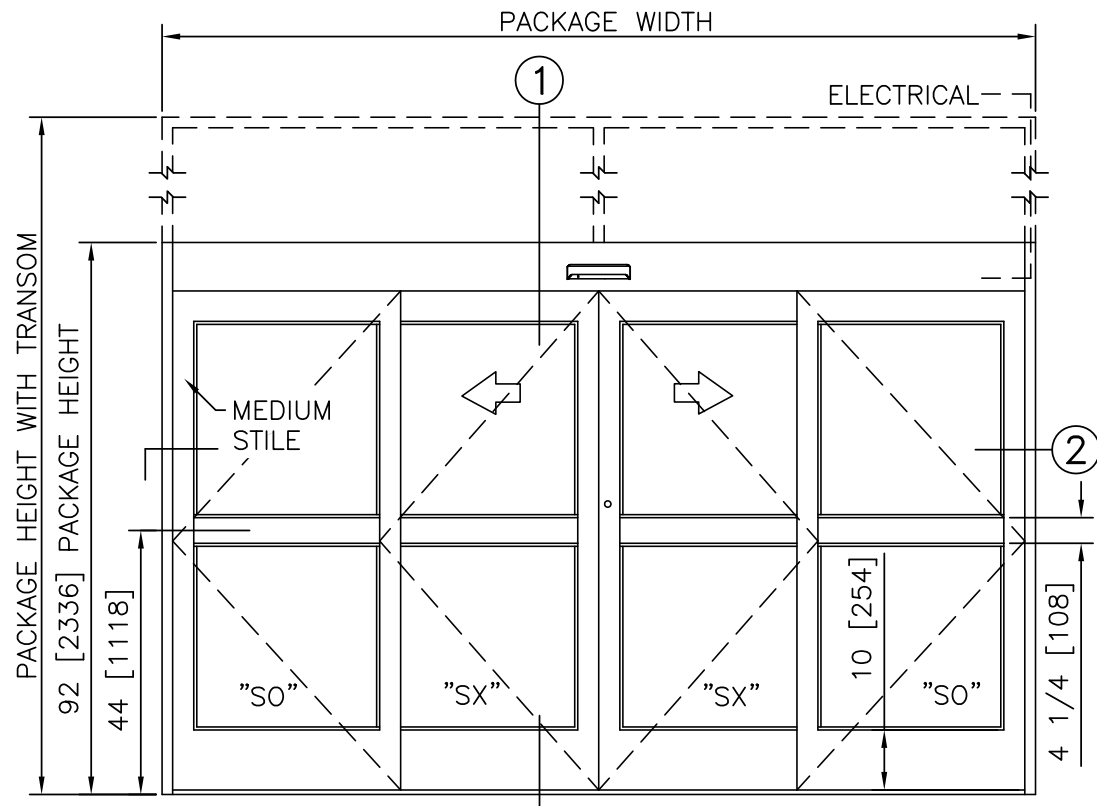 PACKAGE WIDTH
1
ELECTRICAL
PACKAGE HEIGHT WITH TRANSOM
92 [2336] PACKAGE HEIGHT
44 [1118]
MEDIUM
STILE
2
10 [254]
4 1/4 [108]
"SO"
"SX"
"SX"
"SO"